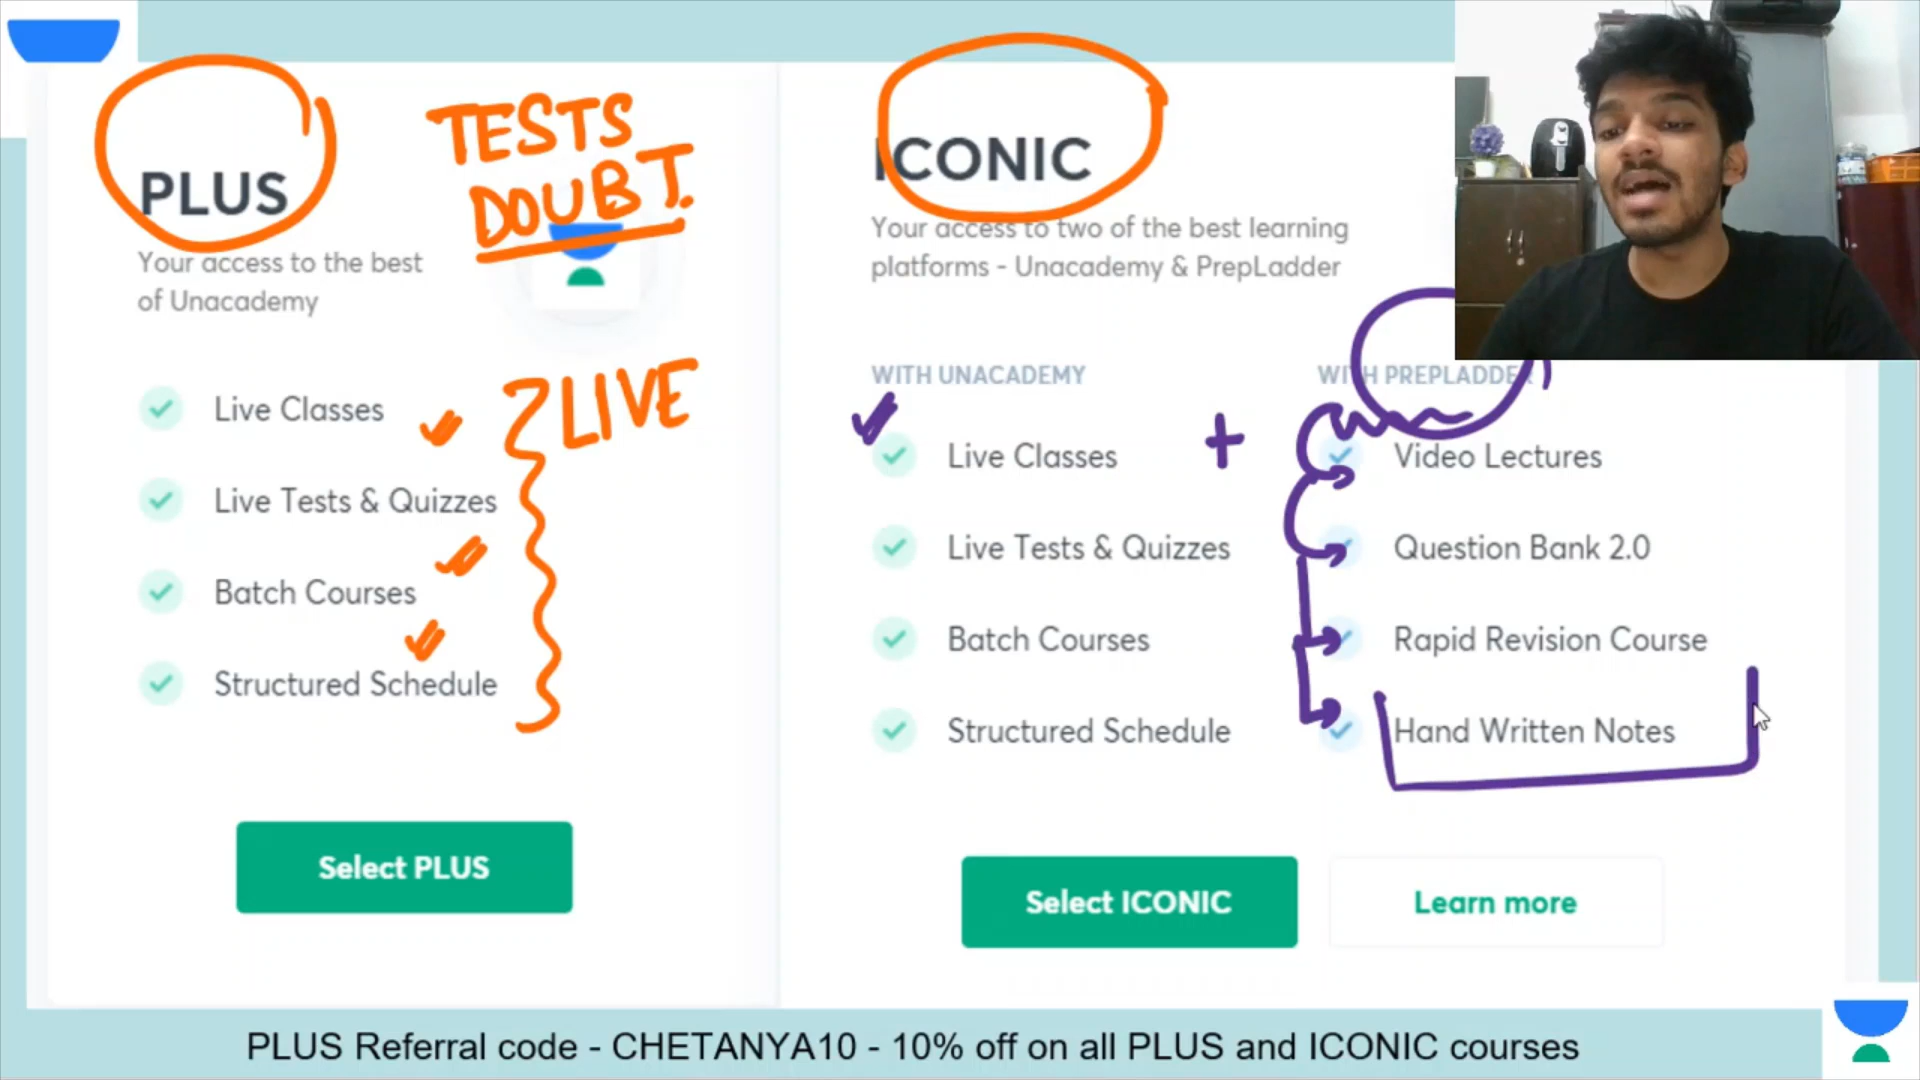 PLUS
TESTS
DOUBT.
Your access to the best
of Unacademy
Live Classes
LIVE
Live Tests & Quizzes
Batch Courses
Structured Schedule
Select PLUS
ICONIC
Your access to two of the best learning
platforms - Unacademy & PrepLadder
WITH UNACADEMY
Live Classes
Live Tests & Quizzes
Batch Courses
Structured Schedule
+
WITH PREPLADDER
Video Lectures
Question Bank 2.0
Rapid Revision Course
Hand Written Notes
Select ICONIC
Learn more
PLUS Referral code - CHETANYA10 - 10% off on all PLUS and ICONIC courses